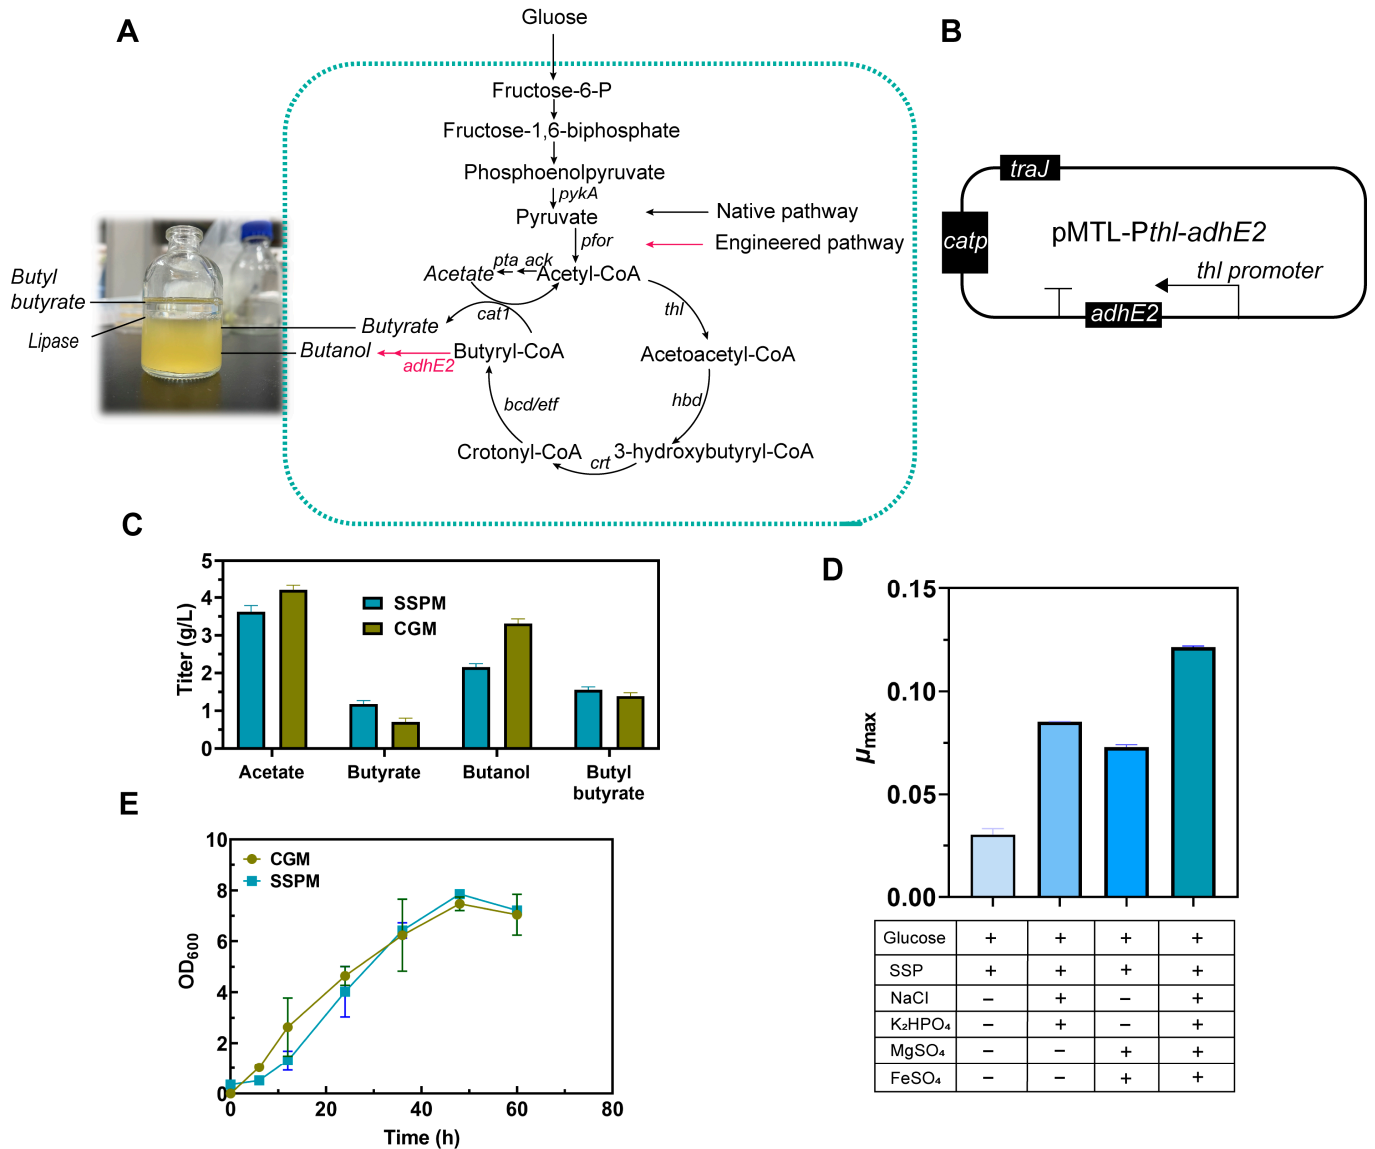 A
Gluose
Fructose-6-P
Fructose-1,6-biphosphate
Phosphoenolpyruvate
pykA
Pyruvate
Native pathway
pfor
Engineered pathway
pta ack
Acetate
Acetyl-CoA
Butyl
butyrate
Lipase
thl
cat1
Butyrate
Butanol
adhE2
Butyryl-CoA
Acetoacetyl-CoA
bcd/etf
hbd
Crotonyl-CoA
crt
3-hydroxybutyryl-CoA
B
traJ
catp
pMTL-Pthl-adhE2
thl promoter
adhE2
C
Titer (g/L)
5
4
3
2
1
0
SSPM
CGM
Acetate
Butyrate
Butanol
Butyl
butyrate
D
μmax
0.15
0.10
0.05
0.00
Glucose + + + +
SSP + + + +
NaCl – + – +
K₂HPO₄ – + – +
MgSO₄ – – + +
FeSO₄ – – + +
E
OD600
10
8
6
4
2
0
CGM
SSPM
0 20 40 60 80
Time (h)